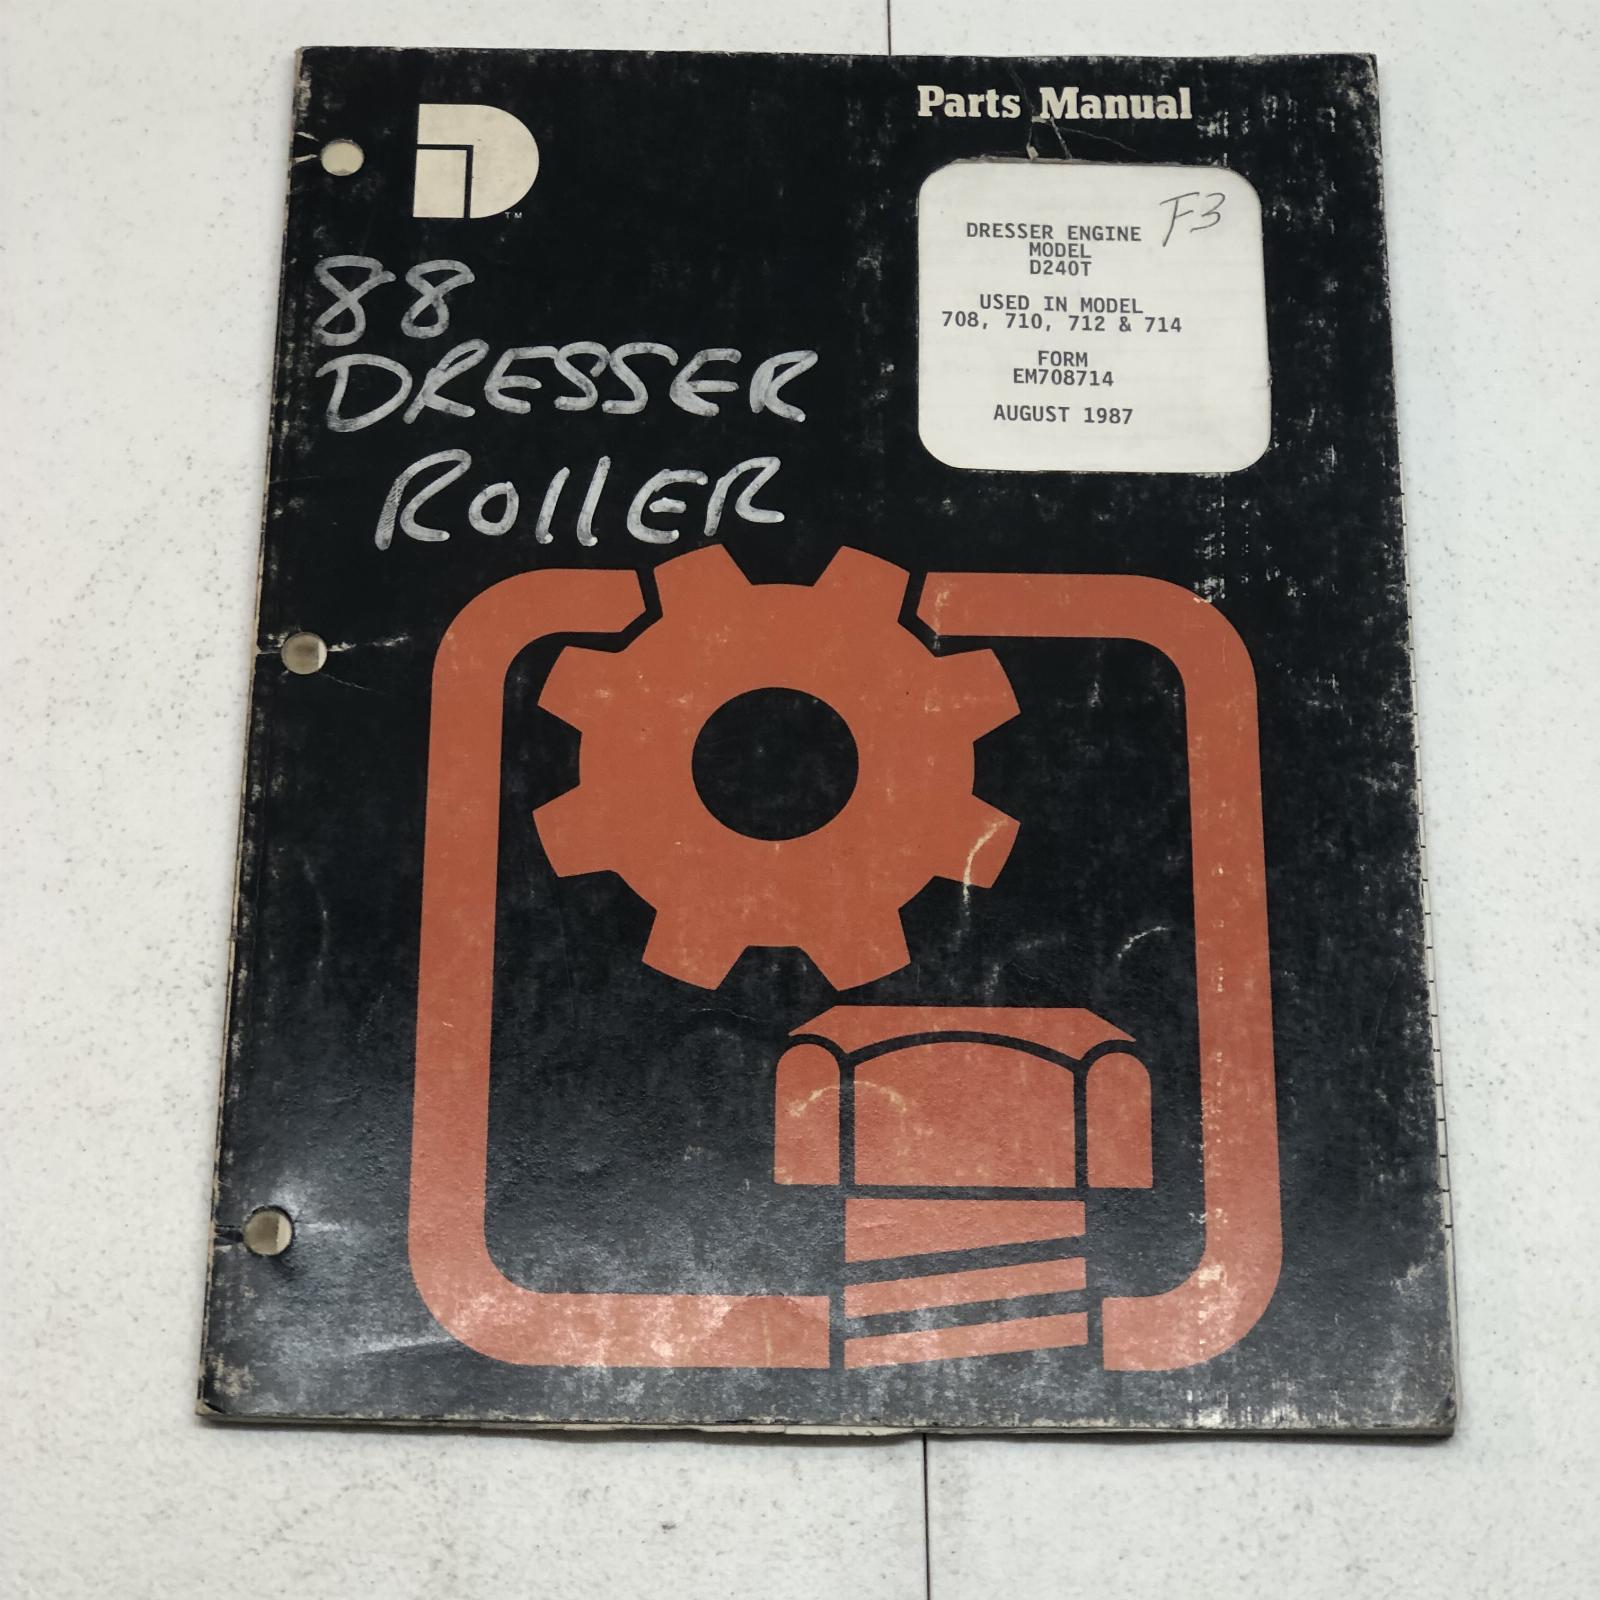 Parts Manual
TM
F3
DRESSER ENGINE
MODEL
D240T
USED IN MODEL
708, 710, 712 & 714
FORM
EM708714
AUGUST 1987
88
DRESSER
ROllER